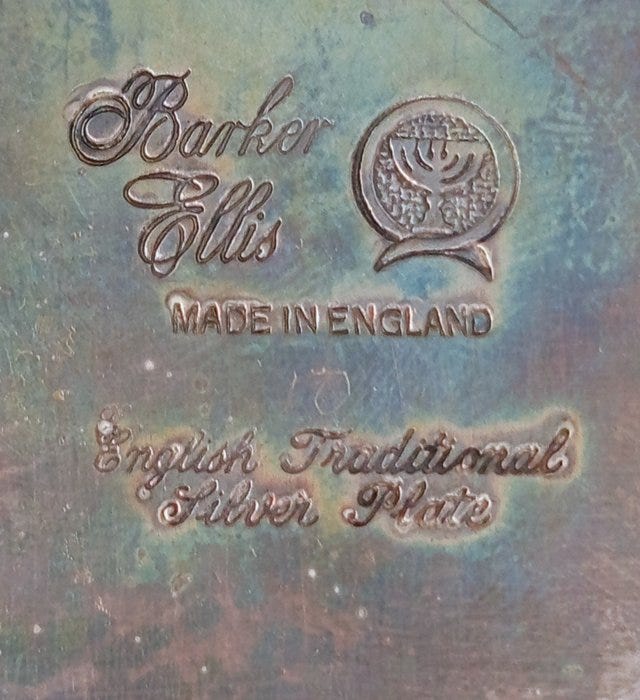 Barker
Ellis
MADE IN ENGLAND
English Traditional
Silver Plate